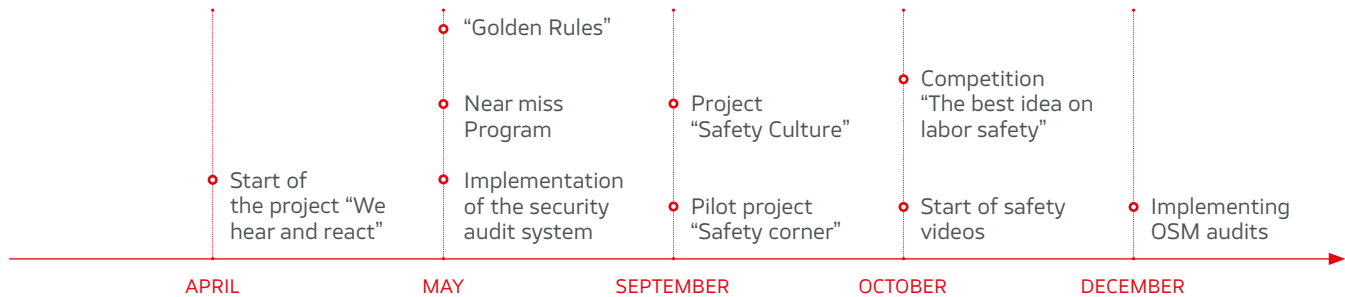 Start of
the project “We
hear and react”
APRIL
“Golden Rules”
Near miss
Program
Implementation
of the security
audit system
MAY
Project
“Safety Culture”
Pilot project
“Safety corner”
SEPTEMBER
Competition
“The best idea on
labor safety”
Start of safety
videos
OCTOBER
Implementing
OSM audits
DECEMBER